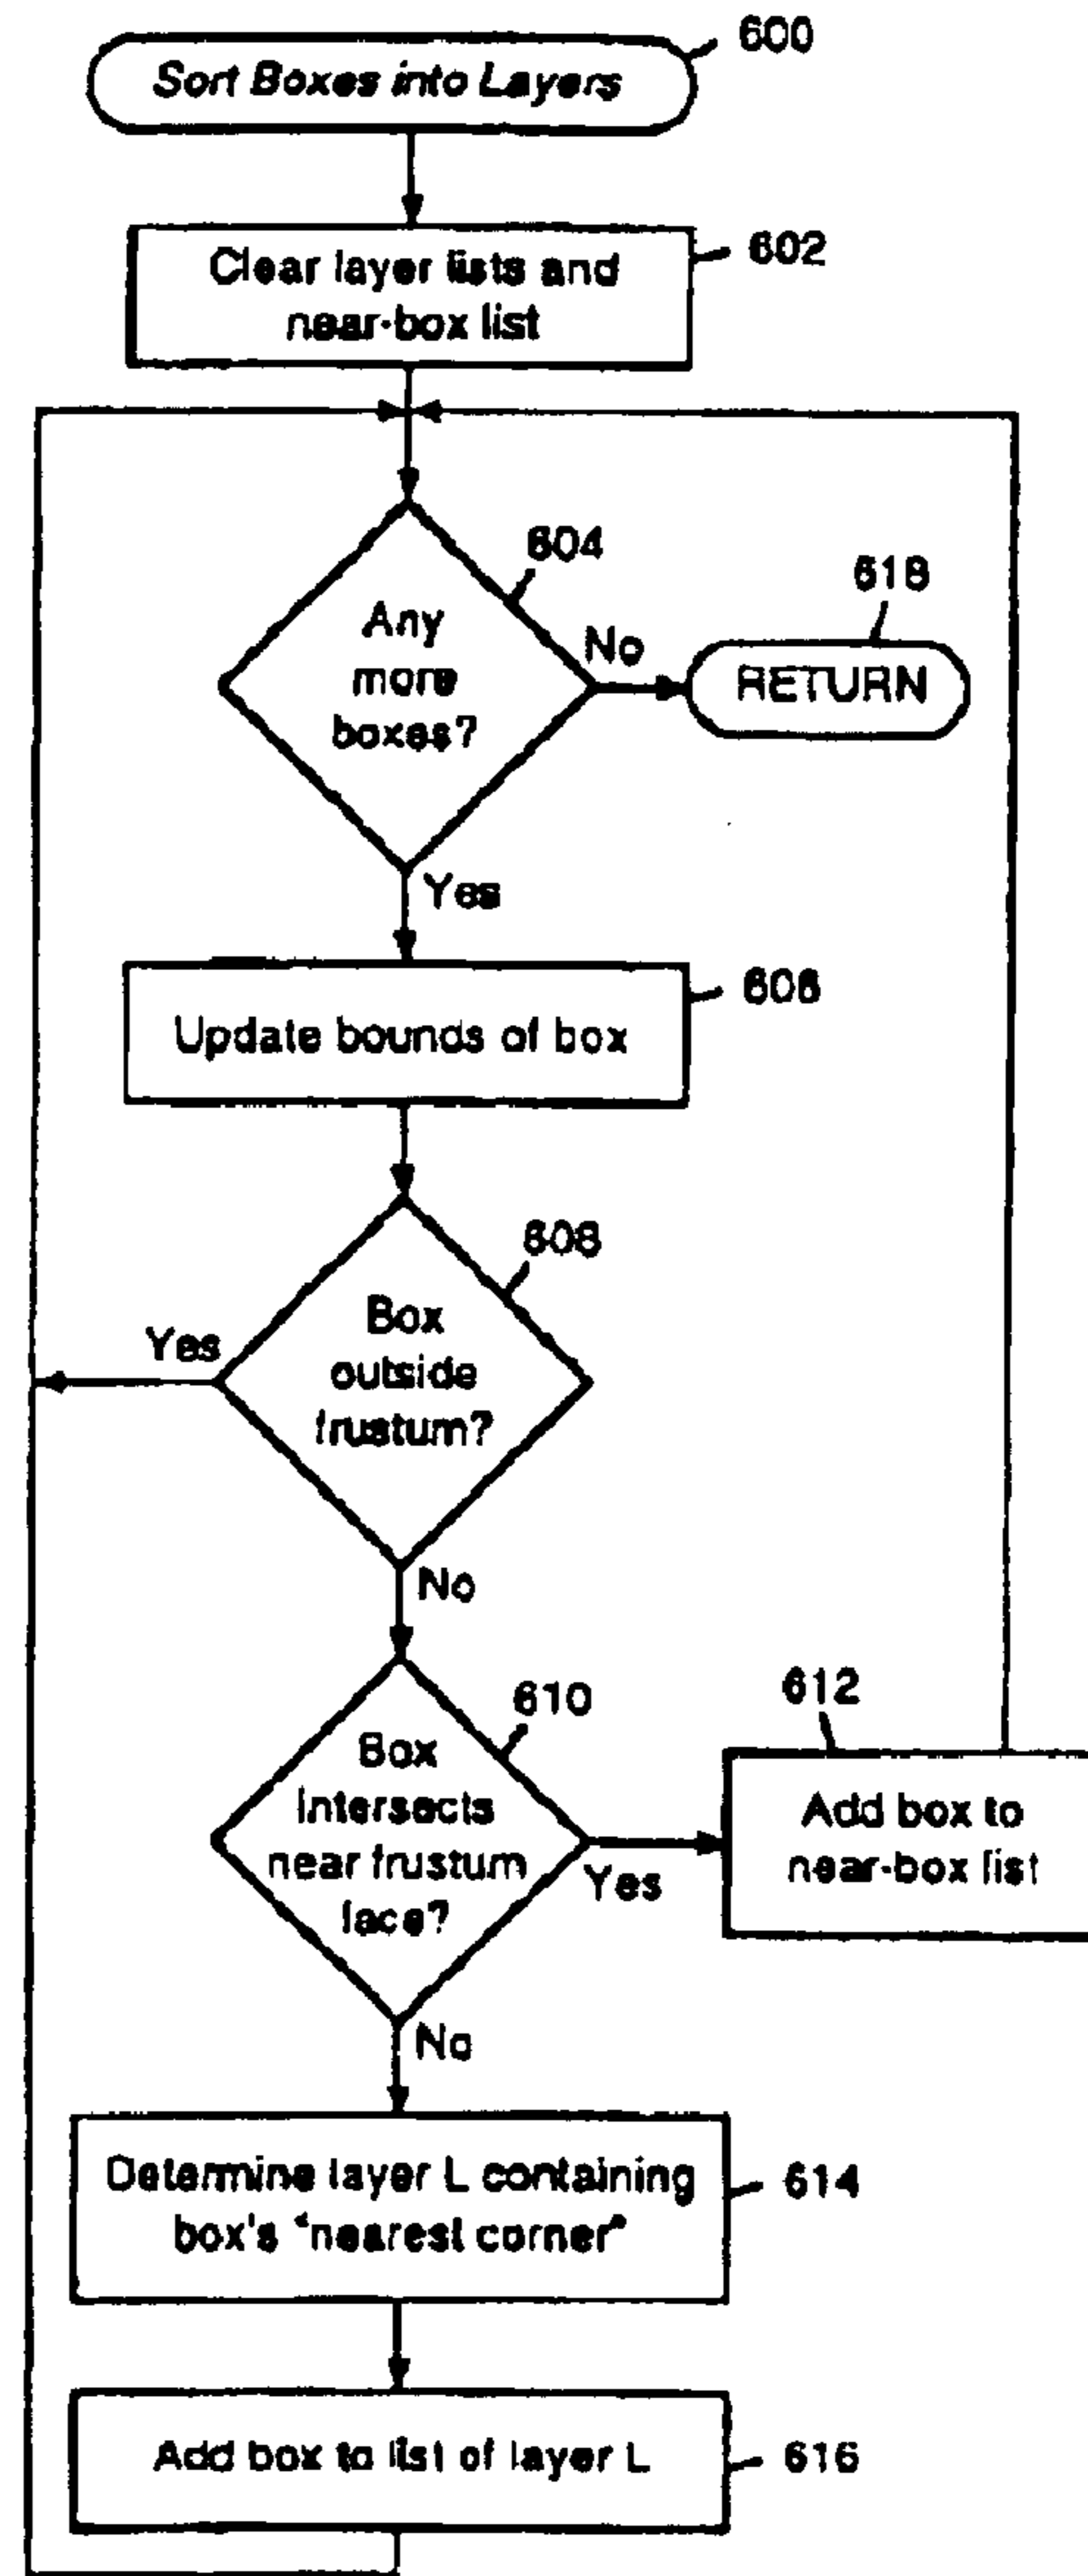 600
Sort Boxes into Layers
602
Clear layer lists and
near-box list
604
Any
more
boxes?
No
618
RETURN
Yes
606
Update bounds of box
608
Box
outside
frustum?
Yes
No
610
Box
intersects
near frustum
face?
Yes
612
Add box to
near-box list
No
Determine layer L containing
box's "nearest corner"
614
Add box to list of layer L
616